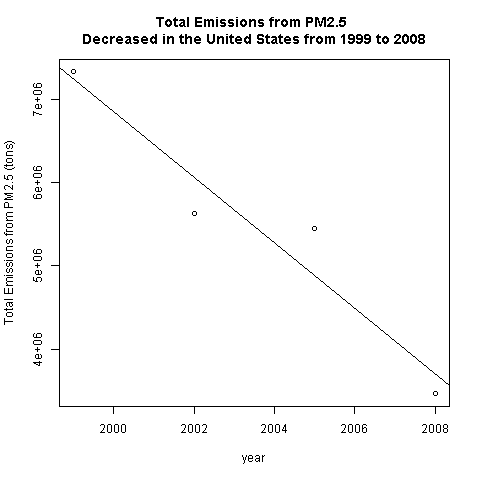 Total Emissions from PM2.5
Decreased in the United States from 1999 to 2008
Total Emissions from PM2.5 (tons)
7e+06
6e+06
5e+06
4e+06
2000
2002
2004
2006
2008
year